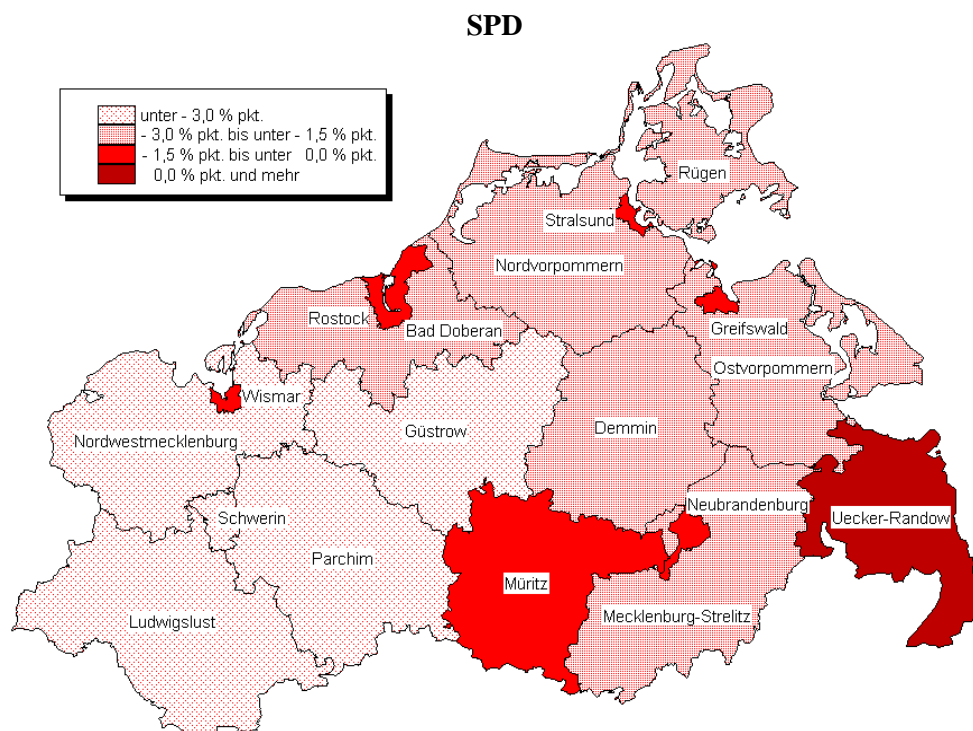 SPD
unter - 3,0 % pkt.
- 3,0 % pkt. bis unter - 1,5 % pkt.
- 1,5 % pkt. bis unter 0,0 % pkt.
0,0 % pkt. und mehr
Rügen
Stralsund
Nordvorpommern
Rostock
Bad Doberan
Greifswald
Ostvorpommern
Wismar
Nordwestmecklenburg
Güstrow
Demmin
Schwerin
Neubrandenburg
Uecker-Randow
Parchim
Müritz
Ludwigslust
Mecklenburg-Strelitz